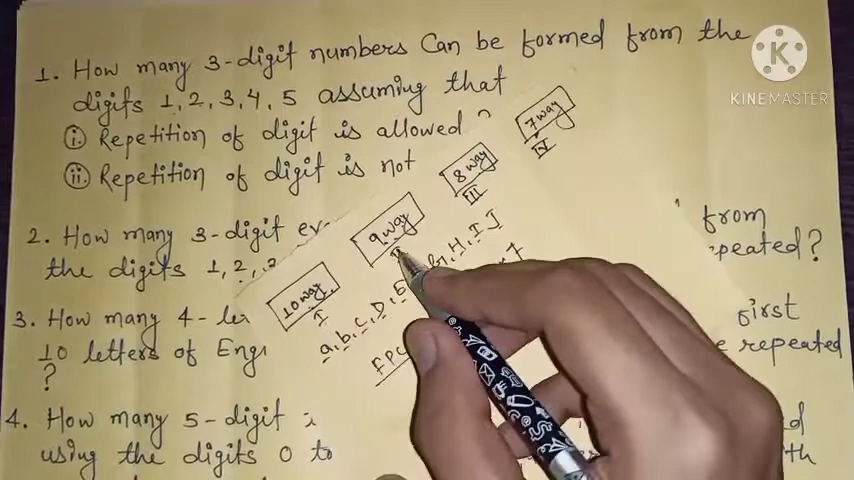 1. How many 3-digit numbers Can be formed from the
digits 1, 2, 3, 4, 5 assuming that
(i) Repetition of digit is allowed ?
(ii) Repetition of digit is not
2. How many 3-digit from
the digits 1, 2, repeated?
3. How many 4- first
10 letters of repeated
?
4. How many 5-digit
using the digits 0 to
10 way
I
9 way
II
8 way
III
7 way
IV
a, b, C, D, E H, I J
FPC
KINEMASTER